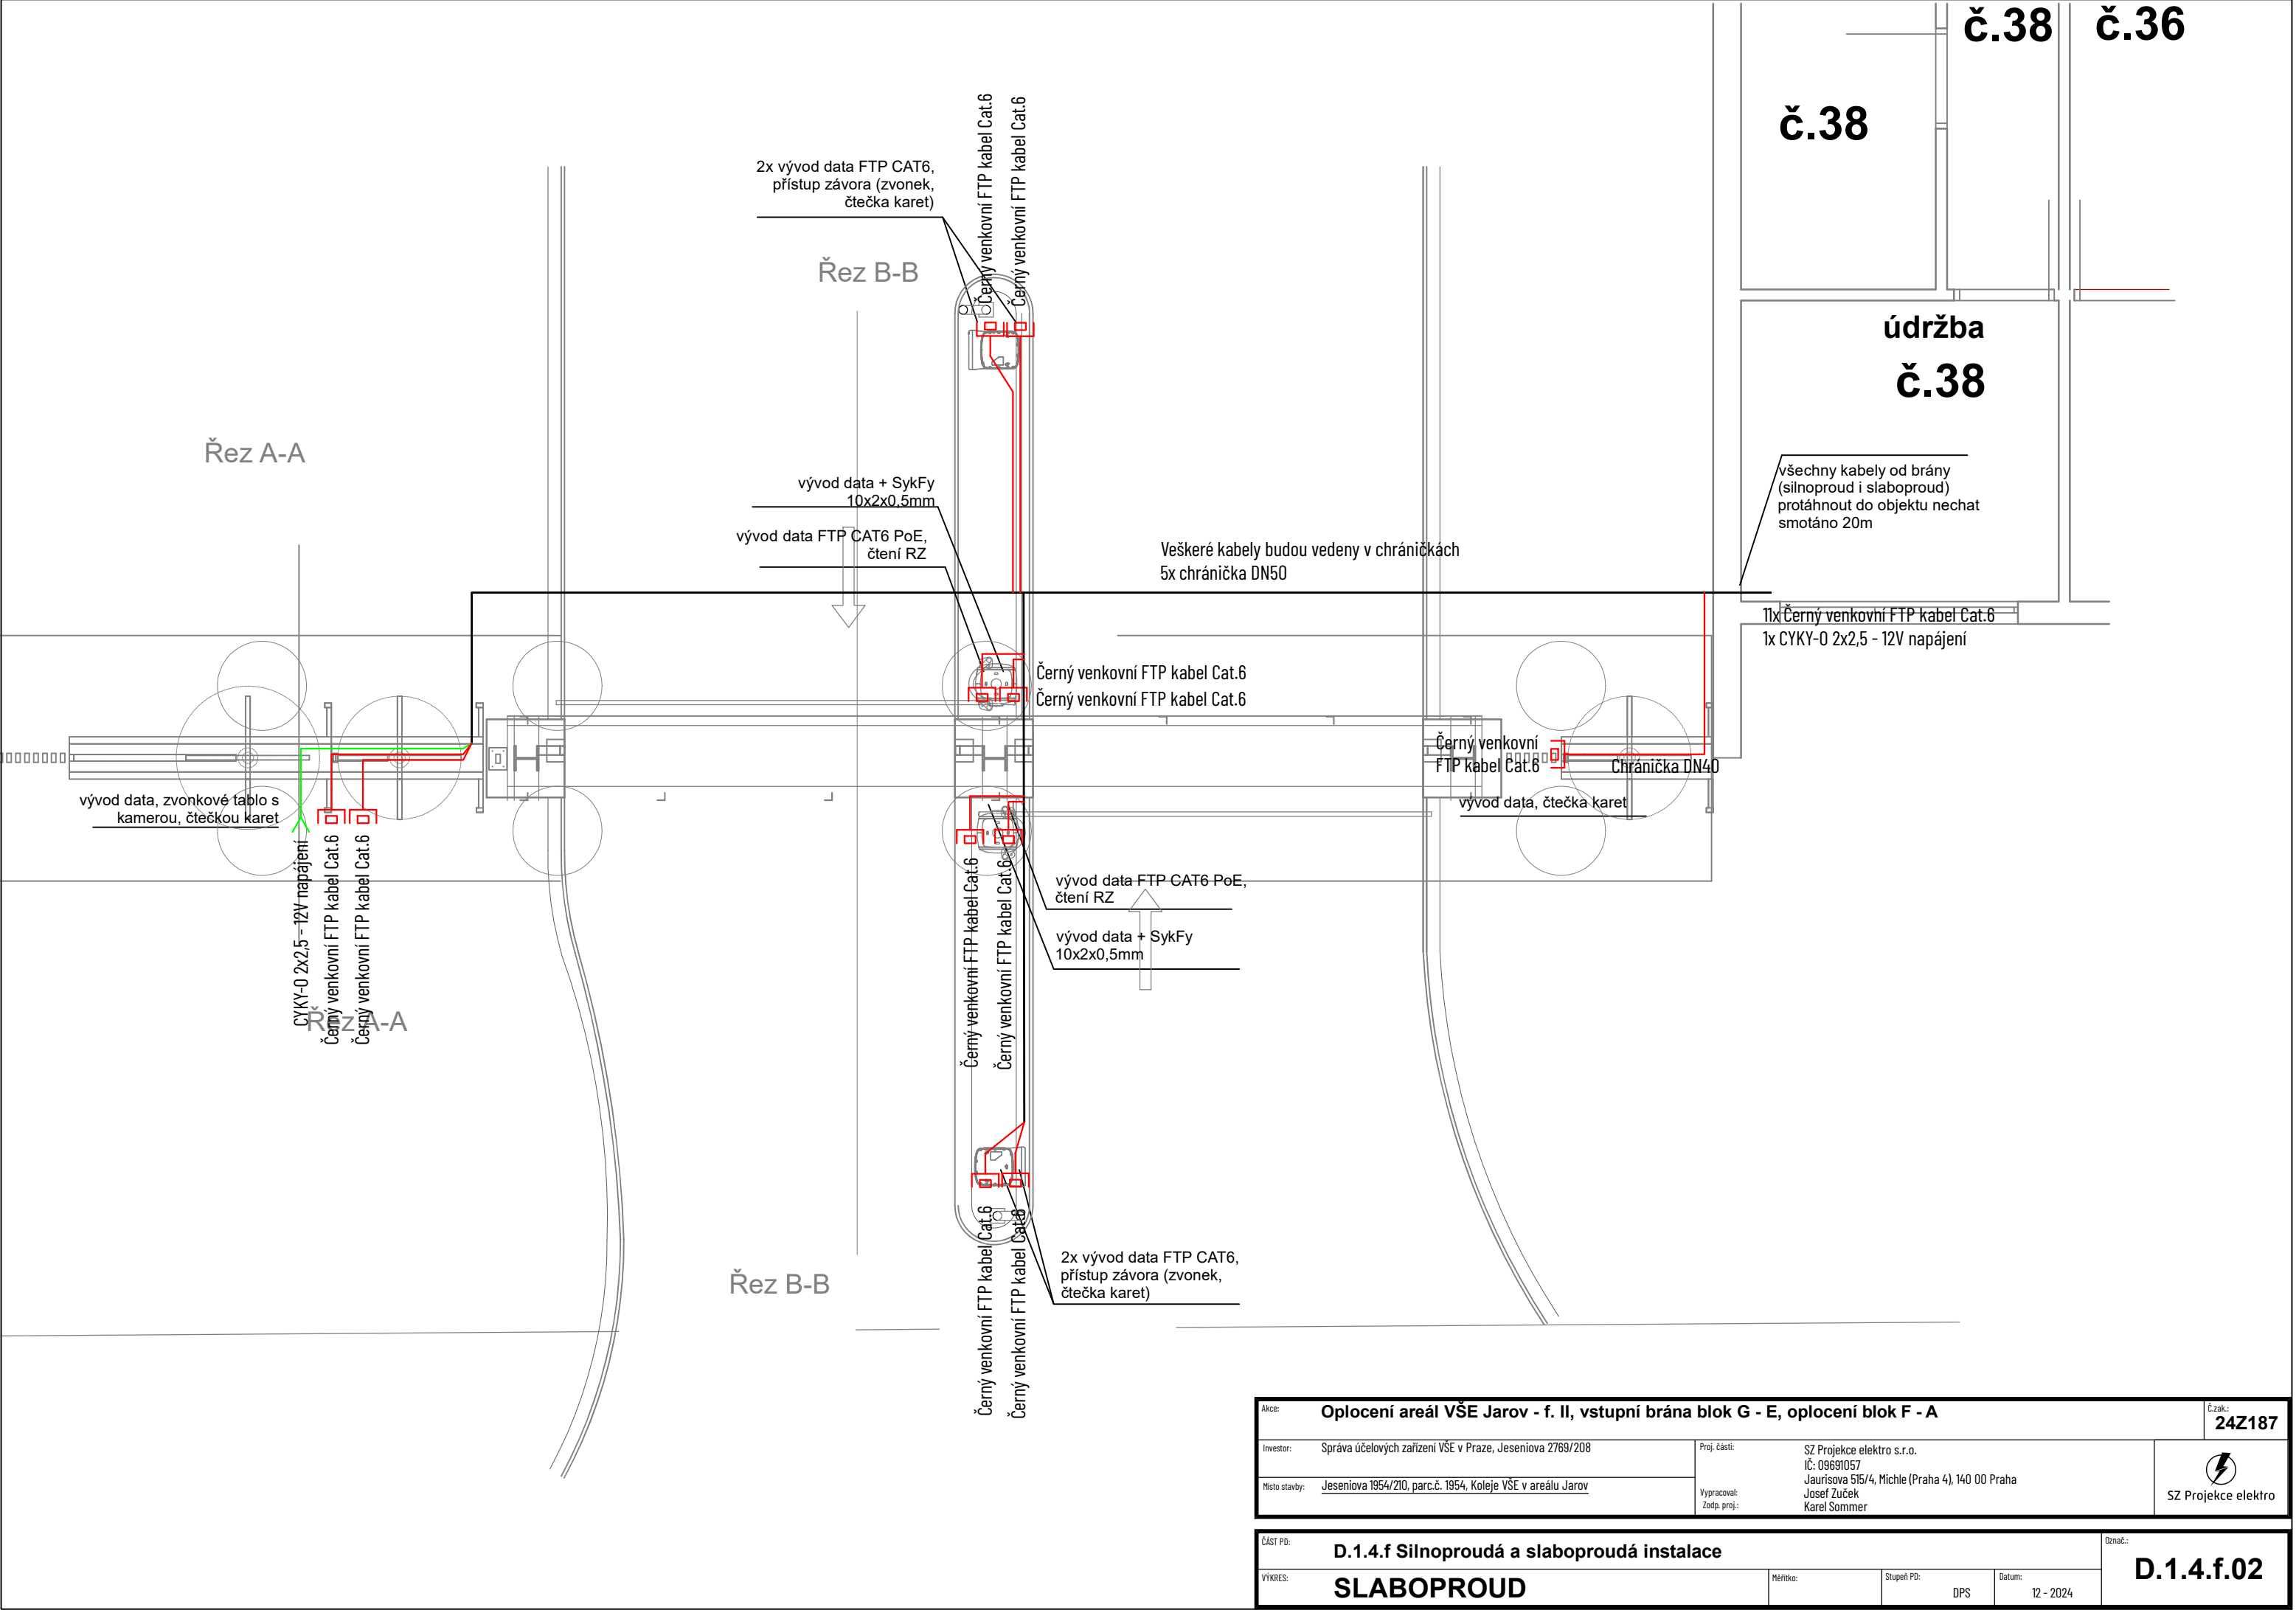 č.38
č.36
č.38
údržba
č.38
Černý venkovní FTP kabel Cat.6
Černý venkovní FTP kabel Cat.6
2x vývod data FTP CAT6,
přístup závora (zvonek,
čtečka karet)
Řez B-B
Řez A-A
vývod data + SykFy
10x2x0,5mm
vývod data FTP CAT6 PoE,
čtení RZ
Veškeré kabely budou vedeny v chráničkách
5x chránička DN50
všechny kabely od brány
(silnoproud i slaboproud)
protáhnout do objektu nechat
smotáno 20m
11x Černý venkovní FTP kabel Cat.6
1x CYKY-O 2x2,5 - 12V napájení
Černý venkovní FTP kabel Cat.6
Černý venkovní FTP kabel Cat.6
Černý venkovní
FTP kabel Cat.6
Chránička DN40
vývod data, čtečka karet
vývod data, zvonkové tablo s
kamerou, čtečkou karet
CYKY-O 2x2,5 - 12V napájení
Černý venkovní FTP kabel Cat.6
Černý venkovní FTP kabel Cat.6
Řez A-A
Černý venkovní FTP kabel Cat.6
Černý venkovní FTP kabel Cat.6
vývod data FTP CAT6 PoE,
čtení RZ
vývod data + SykFy
10x2x0,5mm
Černý venkovní FTP kabel Cat.6
Černý venkovní FTP kabel Cat.6
2x vývod data FTP CAT6,
přístup závora (zvonek,
čtečka karet)
Řez B-B
Akce: Oplocení areál VŠE Jarov - f. II, vstupní brána blok G - E, oplocení blok F - A
Č.zak.:
24Z187
Investor: Správa účelových zařízení VŠE v Praze, Jeseniova 2769/208
Místo stavby: Jeseniova 1954/210, parc.č. 1954, Koleje VŠE v areálu Jarov
Proj. části: SZ Projekce elektro s.r.o.
IČ: 09691057
Jaurisova 515/4, Michle (Praha 4), 140 00 Praha
Vypracoval: Josef Zuček
Zodp. proj.: Karel Sommer
SZ Projekce elektro
ČÁST PD: D.1.4.f Silnoproudá a slaboproudá instalace
VÝKRES: SLABOPROUD
Měřítko:
Stupeň PD:
DPS
Datum:
12 - 2024
Označ.:
D.1.4.f.02